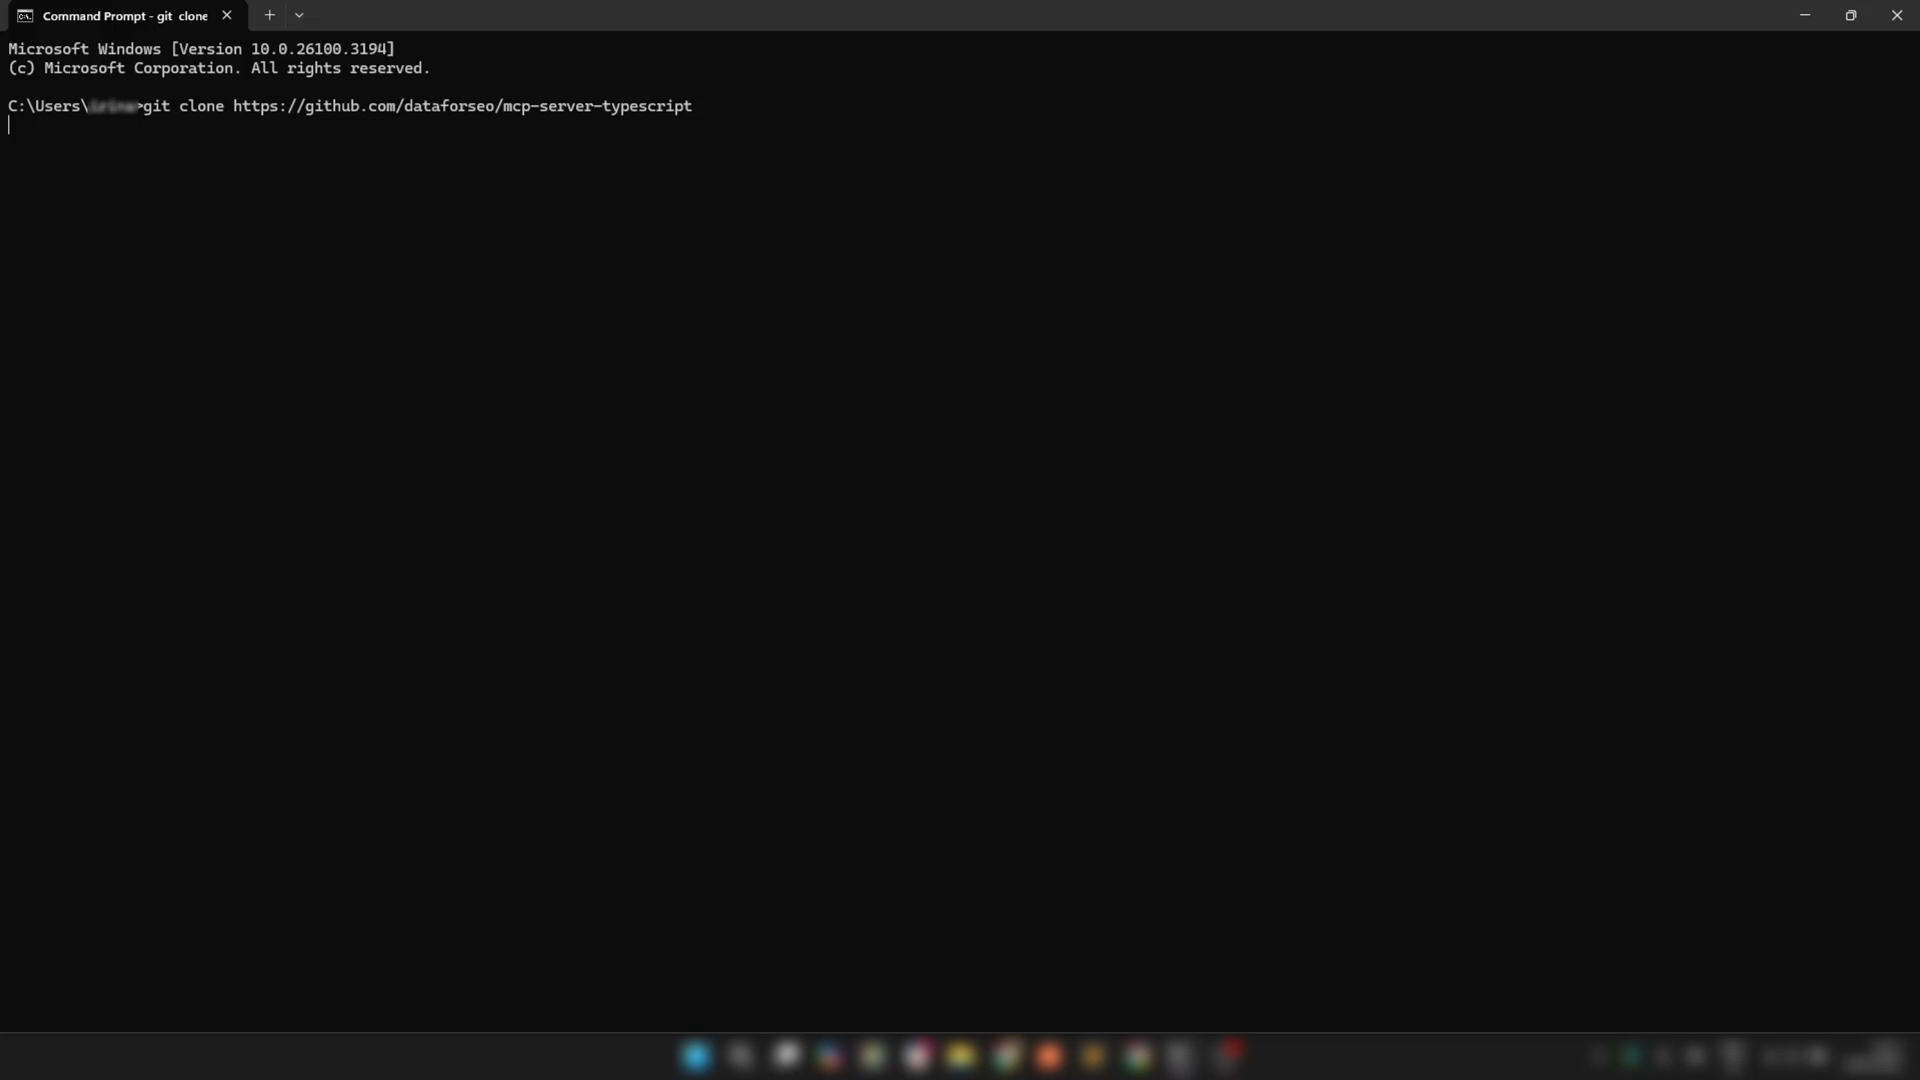 Command Prompt - git clone
Microsoft Windows [Version 10.0.26100.3194]
(c) Microsoft Corporation. All rights reserved.
C:\Users\>git clone https://github.com/dataforseo/mcp-server-typescript